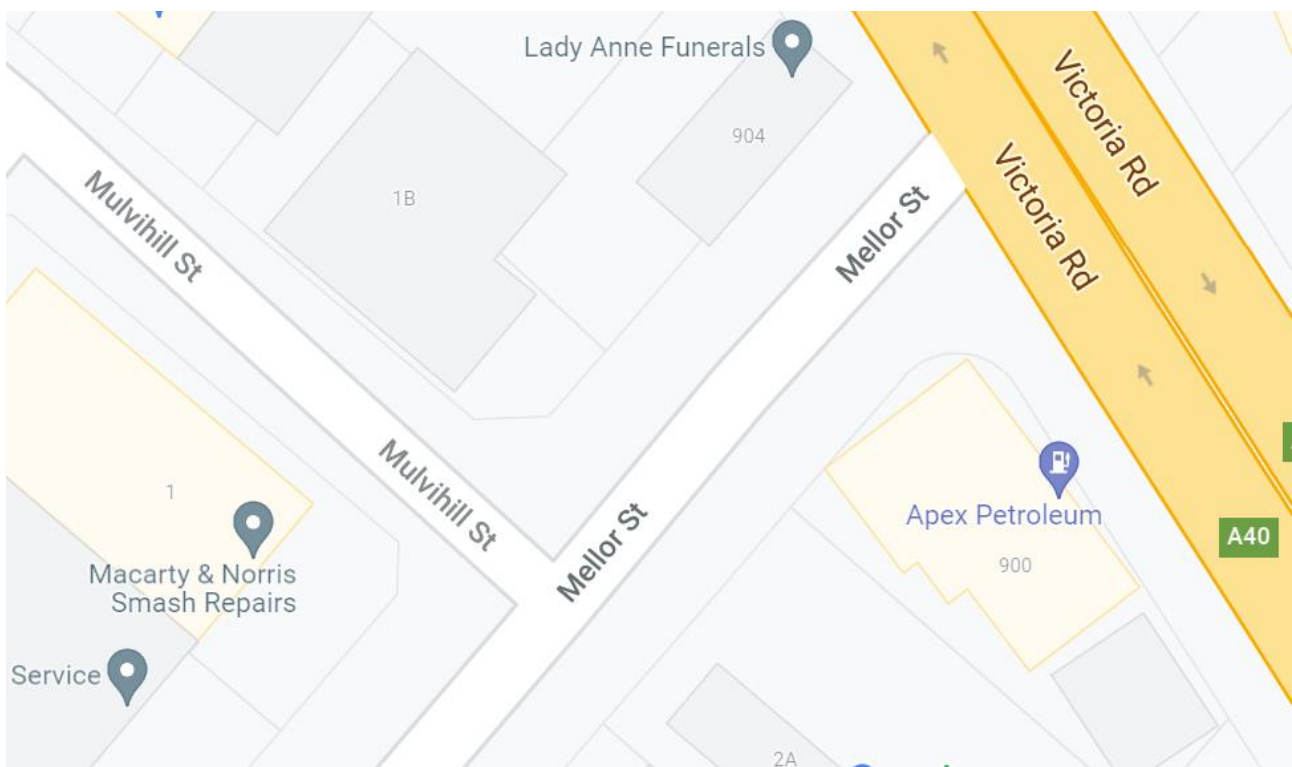 Lady Anne Funerals
Victoria Rd
904
Victoria Rd
Mulvihill St
1B
Mellor St
Mulvihill St
1
Apex Petroleum
Mellor St
A40
900
Macarty & Norris
Smash Repairs
Service
2A